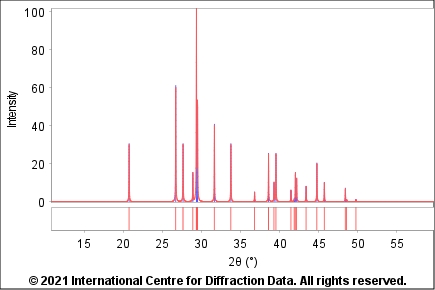 100
80
60
40
20
0
Intensity
15 20 25 30 35 40 45 50 55
2θ (°)
© 2021 International Centre for Diffraction Data. All rights reserved.